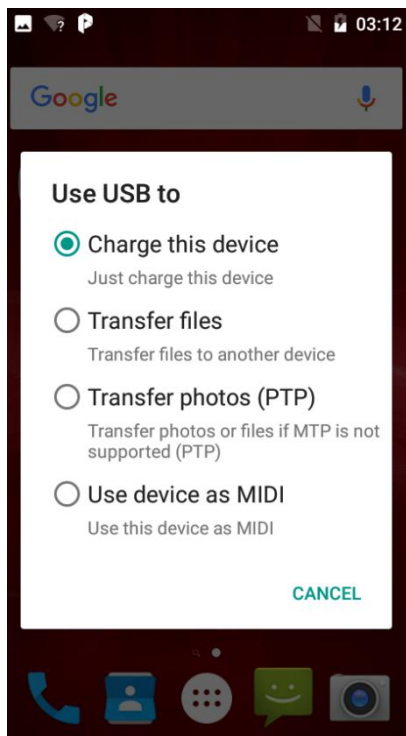 03:12
Google
Use USB to
Charge this device
Just charge this device
Transfer files
Transfer files to another device
Transfer photos (PTP)
Transfer photos or files if MTP is not
supported (PTP)
Use device as MIDI
Use this device as MIDI
CANCEL